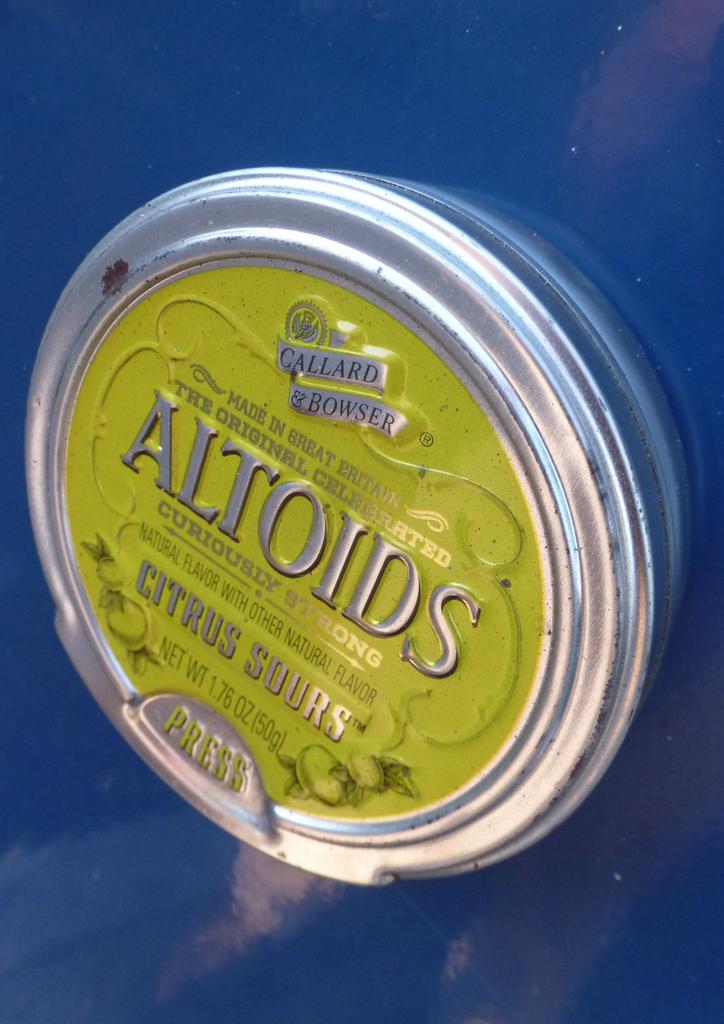 CALLARD
& BOWSER
®
MADE IN GREAT BRITAIN
THE ORIGINAL CELEBRATED
ALTOIDS
CURIOUSLY STRONG
NATURAL FLAVOR WITH OTHER NATURAL FLAVOR
CITRUS SOURS™
NET WT 1.76 OZ (50g)
PRESS